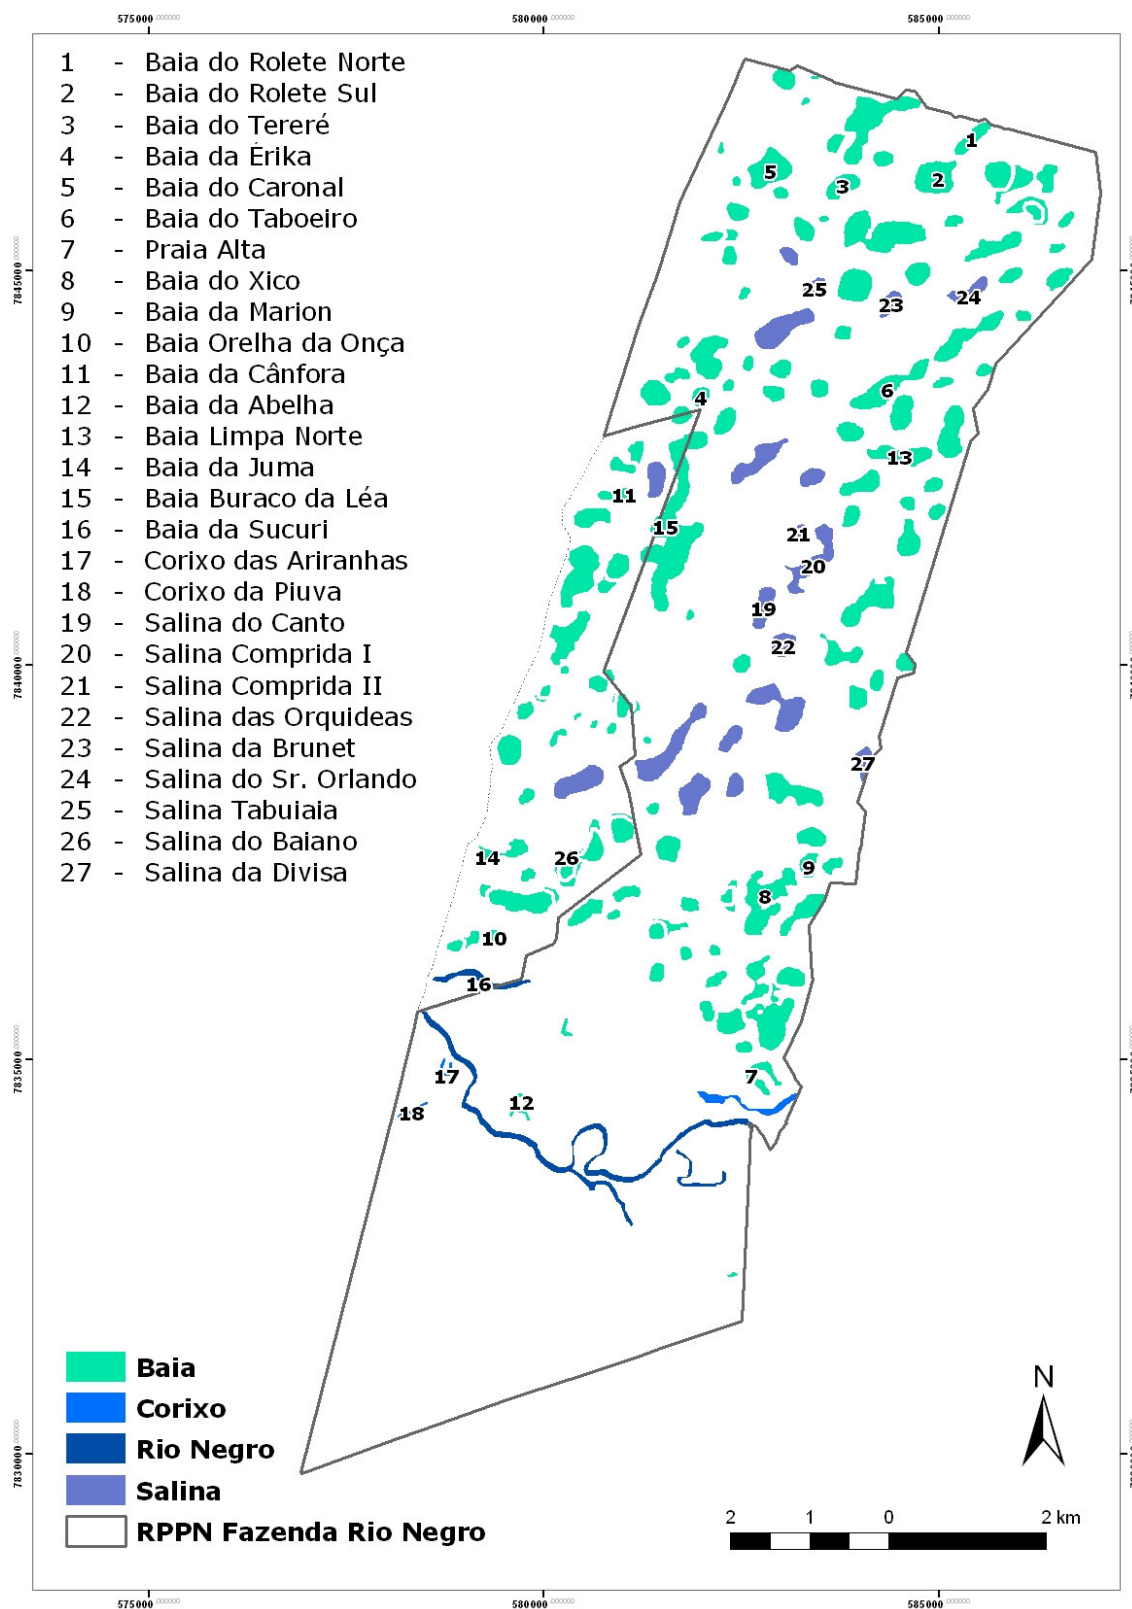 575000 580000 585000
1 - Baia do Rolete Norte
2 - Baia do Rolete Sul
3 - Baia do Tereré
4 - Baia da Érika
5 - Baia do Caronal
6 - Baia do Taboeiro
7 - Praia Alta
8 - Baia do Xico
9 - Baia da Marion
10 - Baia Orelha da Onça
11 - Baia da Cânfora
12 - Baia da Abelha
13 - Baia Limpa Norte
14 - Baia da Juma
15 - Baia Buraco da Léa
16 - Baia da Sucuri
17 - Corixo das Ariranhas
18 - Corixo da Piuva
19 - Salina do Canto
20 - Salina Comprida I
21 - Salina Comprida II
22 - Salina das Orquideas
23 - Salina da Brunet
24 - Salina do Sr. Orlando
25 - Salina Tabuiaia
26 - Salina do Baiano
27 - Salina da Divisa
1
5
3
2
25
23
24
4
6
13
11
15
21
20
19
22
27
14
26
9
8
10
16
17
7
18
12
7845000
7840000
7835000
7830000
Baia
Corixo
Rio Negro
Salina
RPPN Fazenda Rio Negro
N
2 1 0 2 km
575000 580000 585000